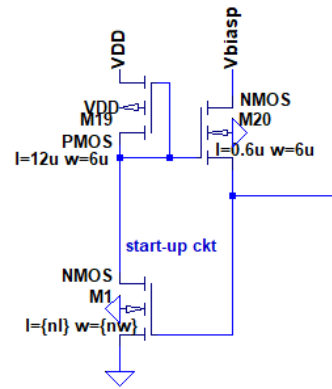 VDD
Vbiasp
VDD
M19
PMOS
l=12u w=6u
NMOS
M20
l=0.6u w=6u
start-up ckt
NMOS
M1
l={nl} w={nw}